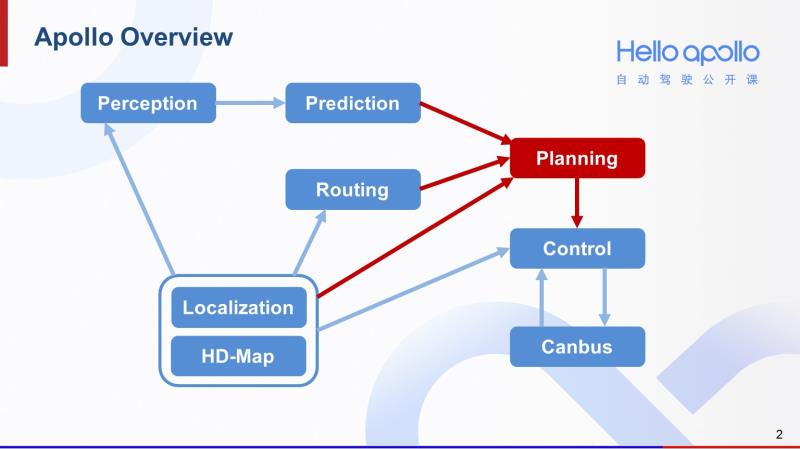 Apollo Overview
Hello apollo
自动驾驶公开课
Perception
Prediction
Planning
Routing
Control
Localization
HD-Map
Canbus
2